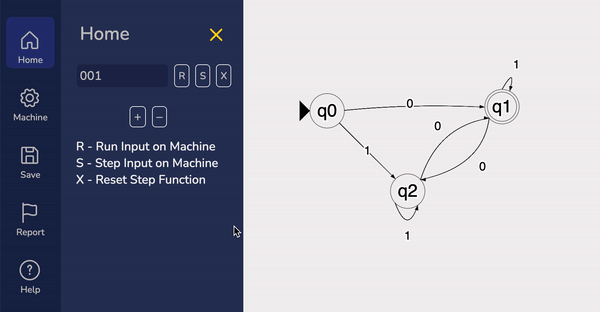 Home
Machine
Save
Report
Help
Home
001 R S X
+ −
R - Run Input on Machine
S - Step Input on Machine
X - Reset Step Function
1
q0 0 q1
0
1 0
q2
1